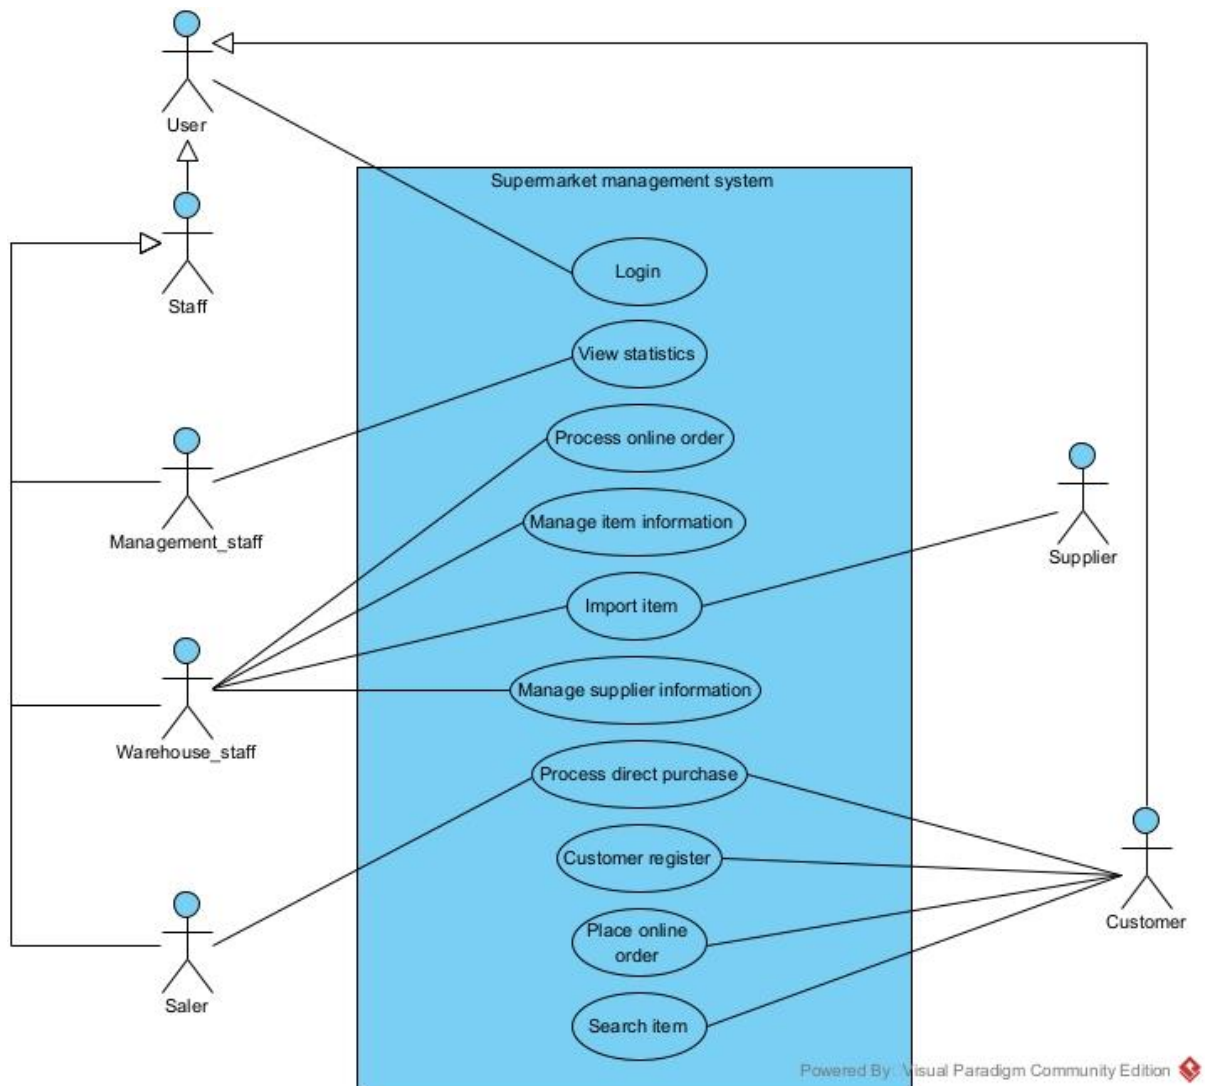 User
Supermarket management system
Login
Staff
View statistics
Process online order
Manage item information
Management_staff
Supplier
Import item
Manage supplier information
Warehouse_staff
Process direct purchase
Customer register
Customer
Place online
order
Saler
Search item
Powered By: Visual Paradigm Community Edition